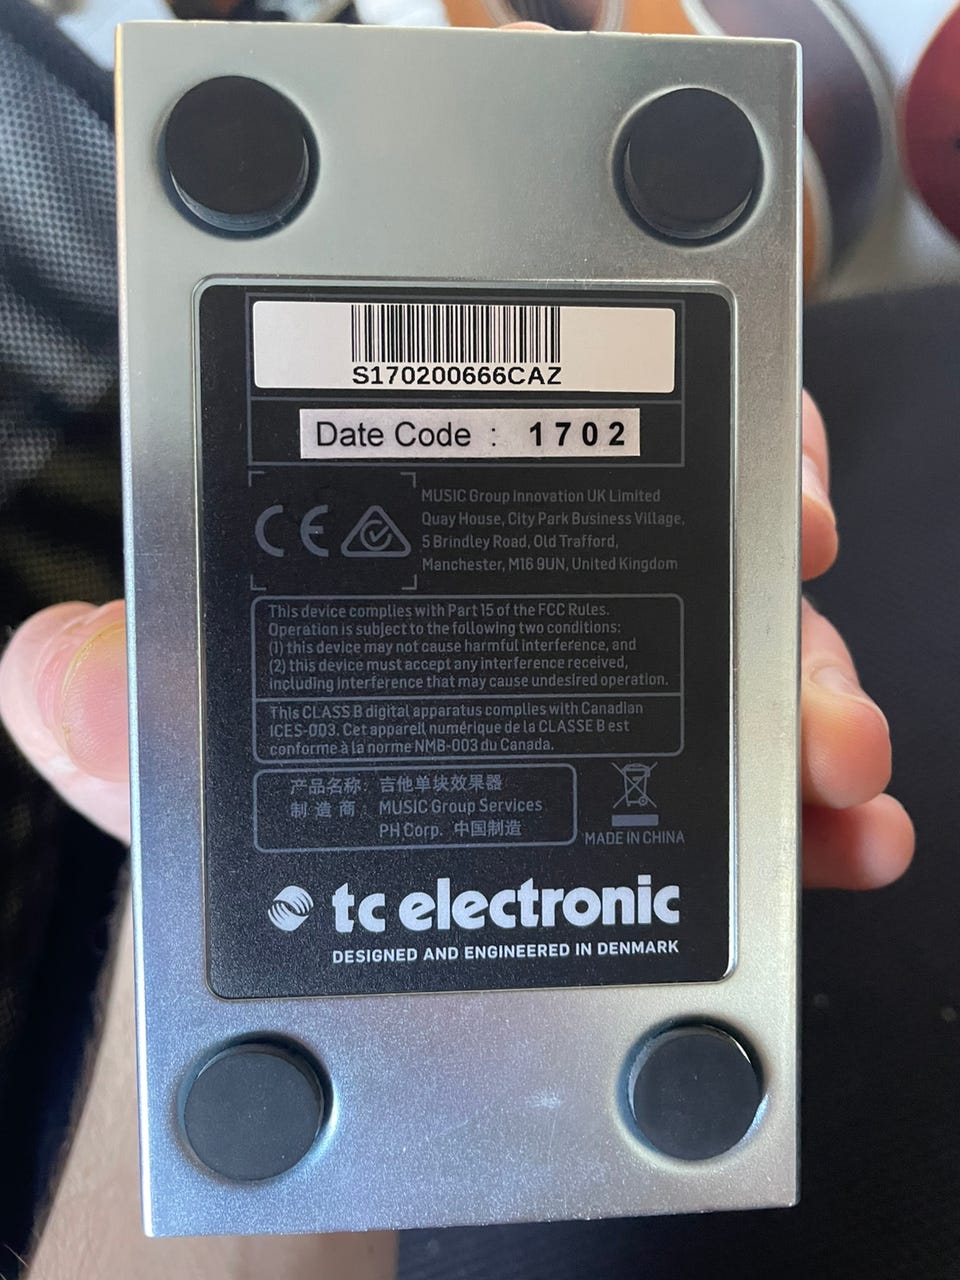 S170200666CAZ
Date Code : 1702
CE
MUSIC Group Innovation UK Limited
Quay House, City Park Business Village,
5 Brindley Road, Old Trafford,
Manchester, M16 9UN, United Kingdom
This device complies with Part 15 of the FCC Rules.
Operation is subject to the following two conditions:
(1) this device may not cause harmful interference, and
(2) this device must accept any interference received,
including interference that may cause undesired operation.
This CLASS B digital apparatus complies with Canadian
ICES-003. Cet appareil numérique de la CLASSE B est
conforme à la norme NMB-003 du Canada.
产品名称: 吉他单块效果器
制造商 MUSIC Group Services
PH Corp. 中国制造
MADE IN CHINA
tc electronic
DESIGNED AND ENGINEERED IN DENMARK